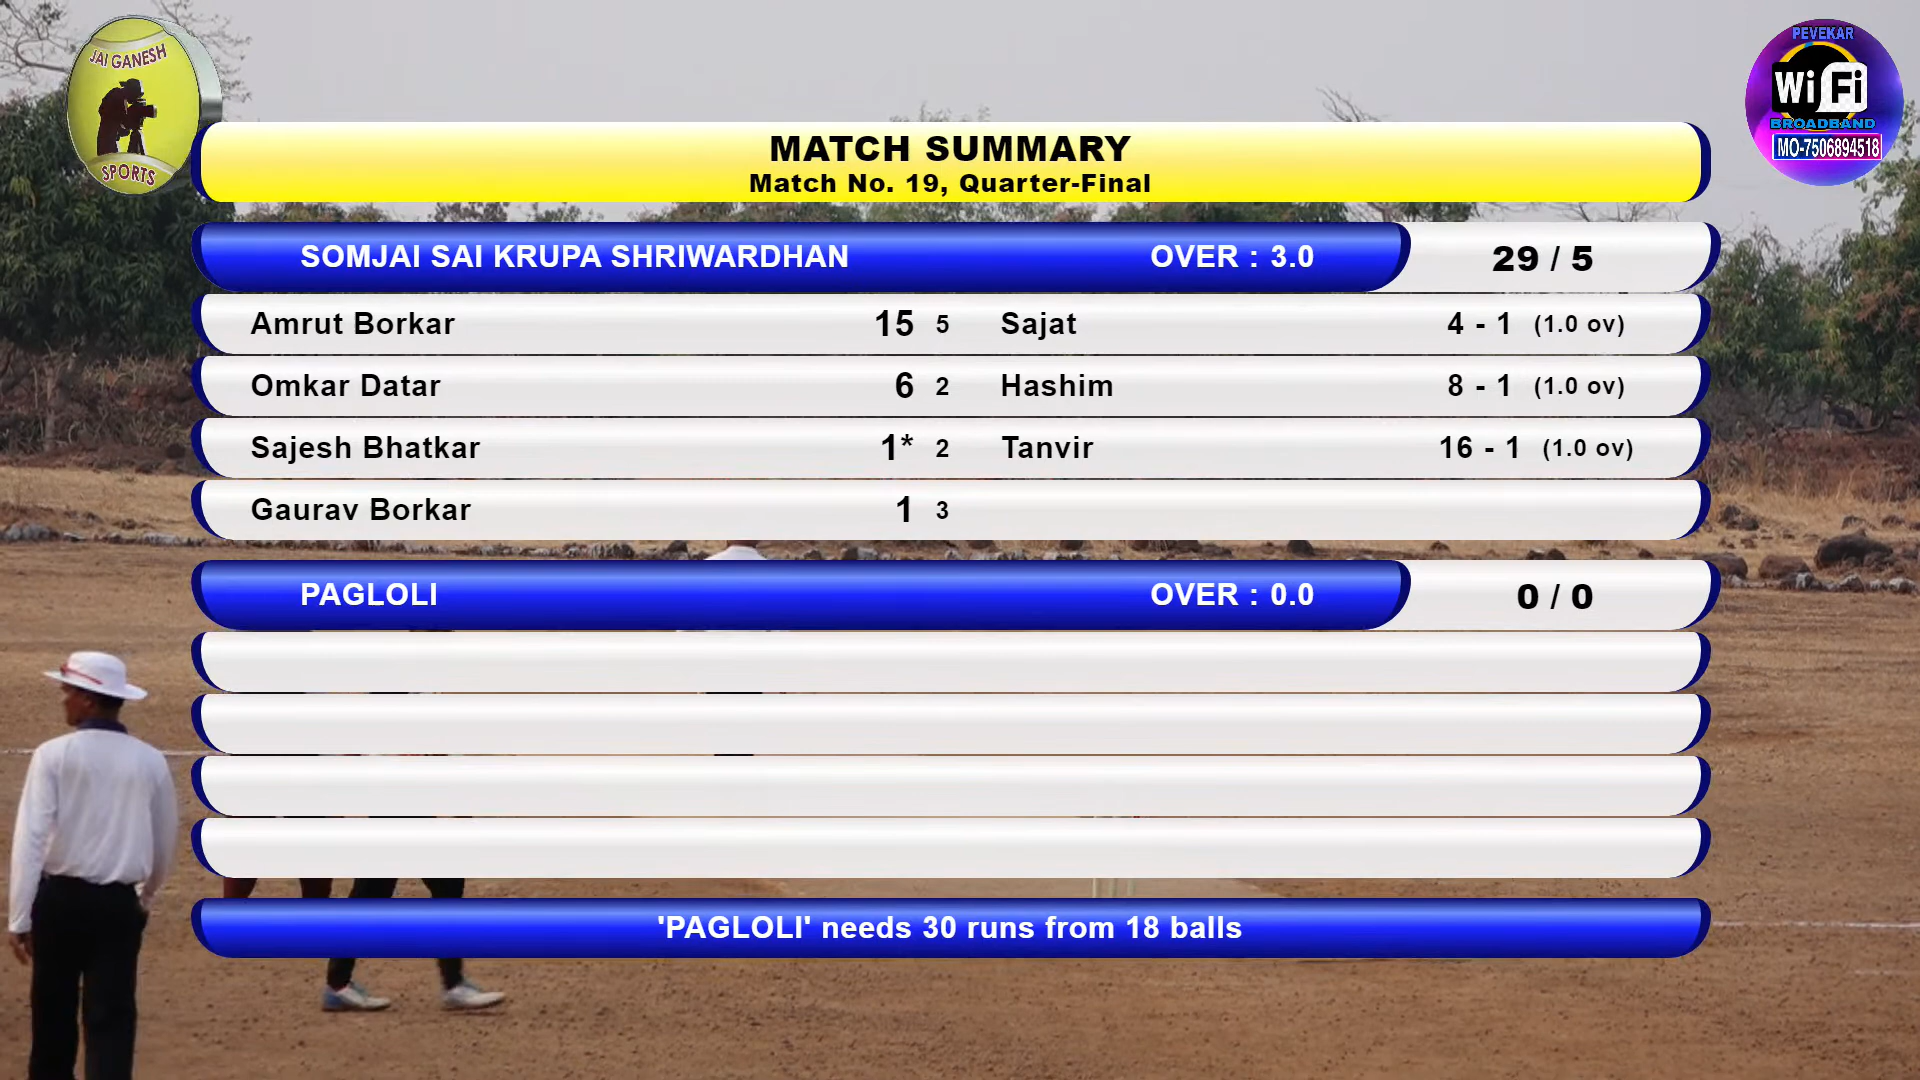 JAI GANESH
SPORTS
PEVEKAR
WiFi
BROADBAND
MO-7506894518
MATCH SUMMARY
Match No. 19, Quarter-Final
SOMJAI SAI KRUPA SHRIWARDHAN OVER : 3.0 29 / 5
Amrut Borkar 15 5 Sajat 4 - 1 (1.0 ov)
Omkar Datar 6 2 Hashim 8 - 1 (1.0 ov)
Sajesh Bhatkar 1* 2 Tanvir 16 - 1 (1.0 ov)
Gaurav Borkar 1 3
PAGLOLI OVER : 0.0 0 / 0
'PAGLOLI' needs 30 runs from 18 balls